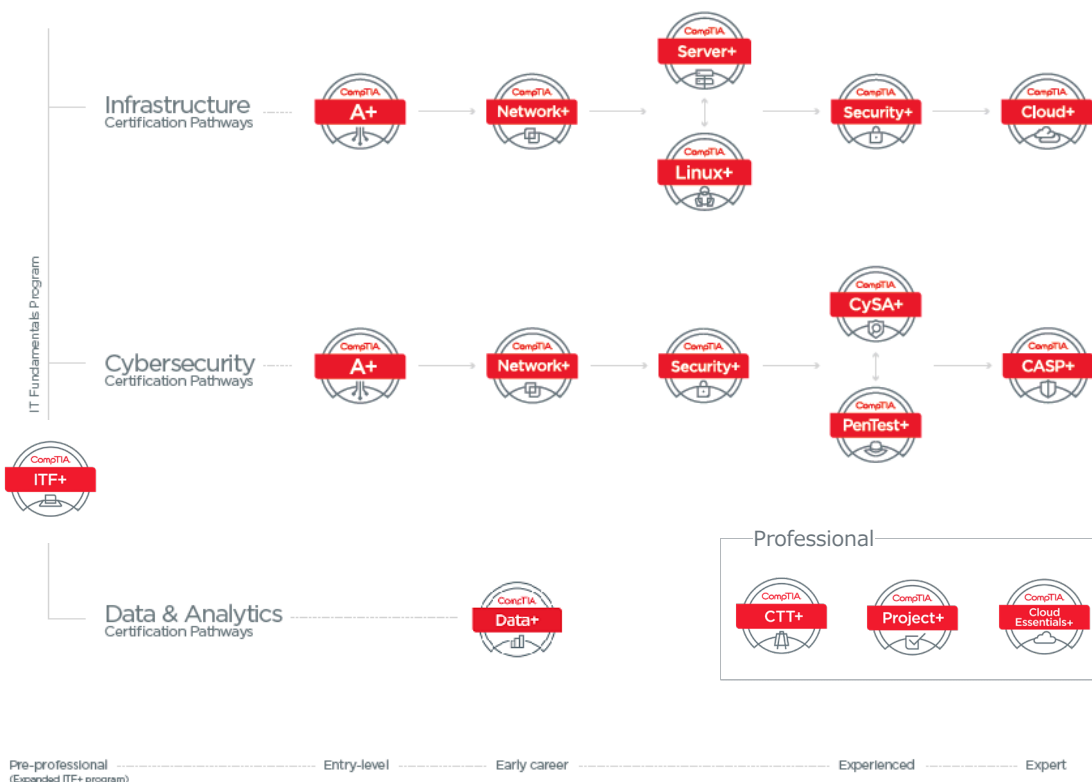 CompTIA
Server+
Infrastructure
Certification Pathways
CompTIA
A+
CompTIA
Network+
CompTIA
Security+
CompTIA
Cloud+
CompTIA
Linux+
IT Fundamentals Program
CompTIA
CySA+
Cybersecurity
Certification Pathways
CompTIA
A+
CompTIA
Network+
CompTIA
Security+
CompTIA
CASP+
CompTIA
PenTest+
CompTIA
ITF+
Professional
Data & Analytics
Certification Pathways
CompTIA
Data+
CompTIA
CTT+
CompTIA
Project+
CompTIA
Cloud
Essentials+
Pre-professional
(Expanded ITF+ program)
Entry-level
Early career
Experienced
Expert